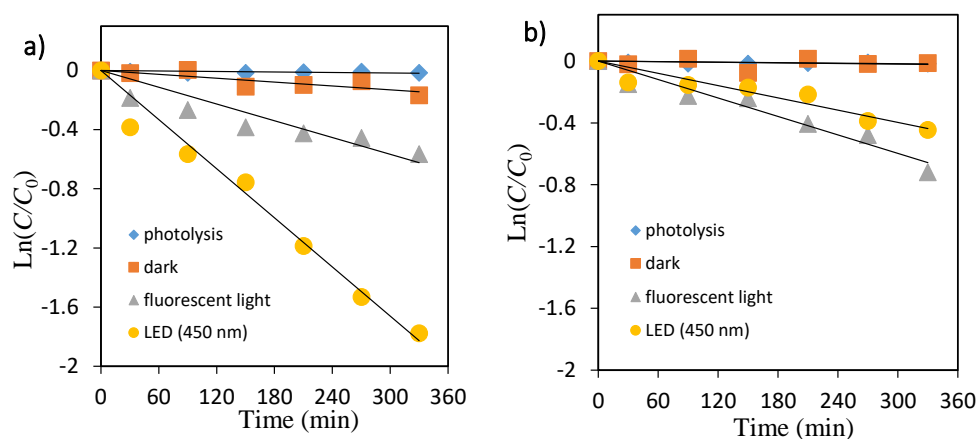 a)
Ln(C/C0)
0
-0.4
-0.8
-1.2
-1.6
-2
photolysis
dark
fluorescent light
LED (450 nm)
0 60 120 180 240 300 360
Time (min)
b)
Ln(C/C0)
0
-0.4
-0.8
-1.2
-1.6
-2
photolysis
dark
fluorescent light
LED (450 nm)
0 60 120 180 240 300 360
Time (min)